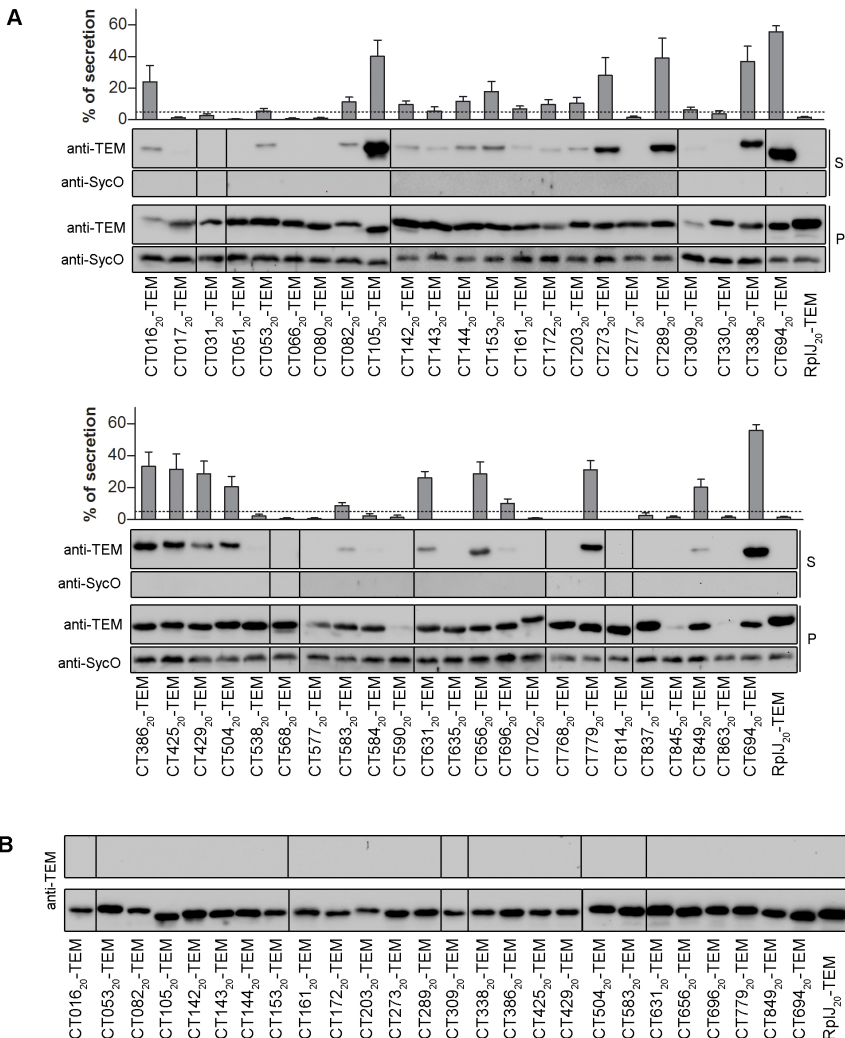 A
% of secretion
60
40
20
0
anti-TEM
S
anti-SycO
anti-TEM
P
anti-SycO
CT016₂₀-TEM
CT017₂₀-TEM
CT031₂₀-TEM
CT051₂₀-TEM
CT053₂₀-TEM
CT066₂₀-TEM
CT080₂₀-TEM
CT082₂₀-TEM
CT105₂₀-TEM
CT142₂₀-TEM
CT143₂₀-TEM
CT144₂₀-TEM
CT153₂₀-TEM
CT161₂₀-TEM
CT172₂₀-TEM
CT203₂₀-TEM
CT273₂₀-TEM
CT277₂₀-TEM
CT289₂₀-TEM
CT309₂₀-TEM
CT330₂₀-TEM
CT338₂₀-TEM
CT694₂₀-TEM
RplJ₂₀-TEM
% of secretion
60
40
20
0
anti-TEM
S
anti-SycO
anti-TEM
P
anti-SycO
CT386₂₀-TEM
CT425₂₀-TEM
CT429₂₀-TEM
CT504₂₀-TEM
CT538₂₀-TEM
CT568₂₀-TEM
CT577₂₀-TEM
CT583₂₀-TEM
CT584₂₀-TEM
CT590₂₀-TEM
CT631₂₀-TEM
CT635₂₀-TEM
CT656₂₀-TEM
CT696₂₀-TEM
CT702₂₀-TEM
CT768₂₀-TEM
CT779₂₀-TEM
CT814₂₀-TEM
CT837₂₀-TEM
CT845₂₀-TEM
CT849₂₀-TEM
CT863₂₀-TEM
CT694₂₀-TEM
RplJ₂₀-TEM
B
anti-TEM
CT016₂₀-TEM
CT053₂₀-TEM
CT082₂₀-TEM
CT105₂₀-TEM
CT142₂₀-TEM
CT143₂₀-TEM
CT144₂₀-TEM
CT153₂₀-TEM
CT161₂₀-TEM
CT172₂₀-TEM
CT203₂₀-TEM
CT273₂₀-TEM
CT289₂₀-TEM
CT309₂₀-TEM
CT338₂₀-TEM
CT386₂₀-TEM
CT425₂₀-TEM
CT429₂₀-TEM
CT504₂₀-TEM
CT583₂₀-TEM
CT631₂₀-TEM
CT656₂₀-TEM
CT696₂₀-TEM
CT779₂₀-TEM
CT849₂₀-TEM
CT694₂₀-TEM
RplJ₂₀-TEM